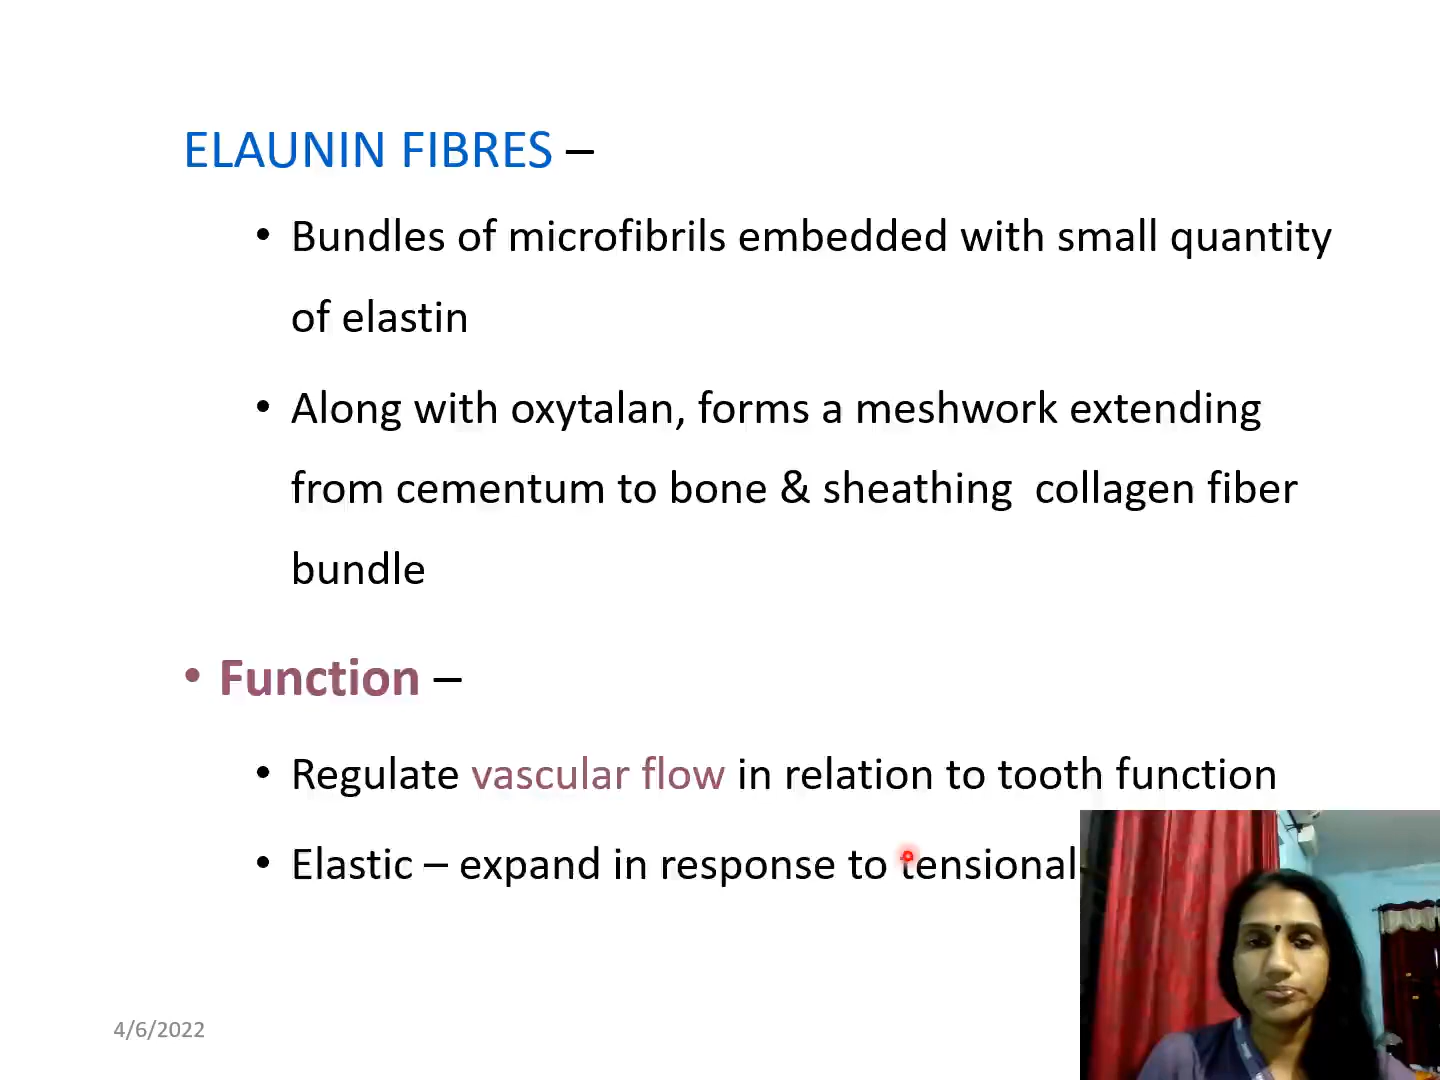 ELAUNIN FIBRES –
• Bundles of microfibrils embedded with small quantity
of elastin
• Along with oxytalan, forms a meshwork extending
from cementum to bone & sheathing  collagen fiber
bundle
• Function –
• Regulate vascular flow in relation to tooth function
• Elastic – expand in response to tensional
4/6/2022